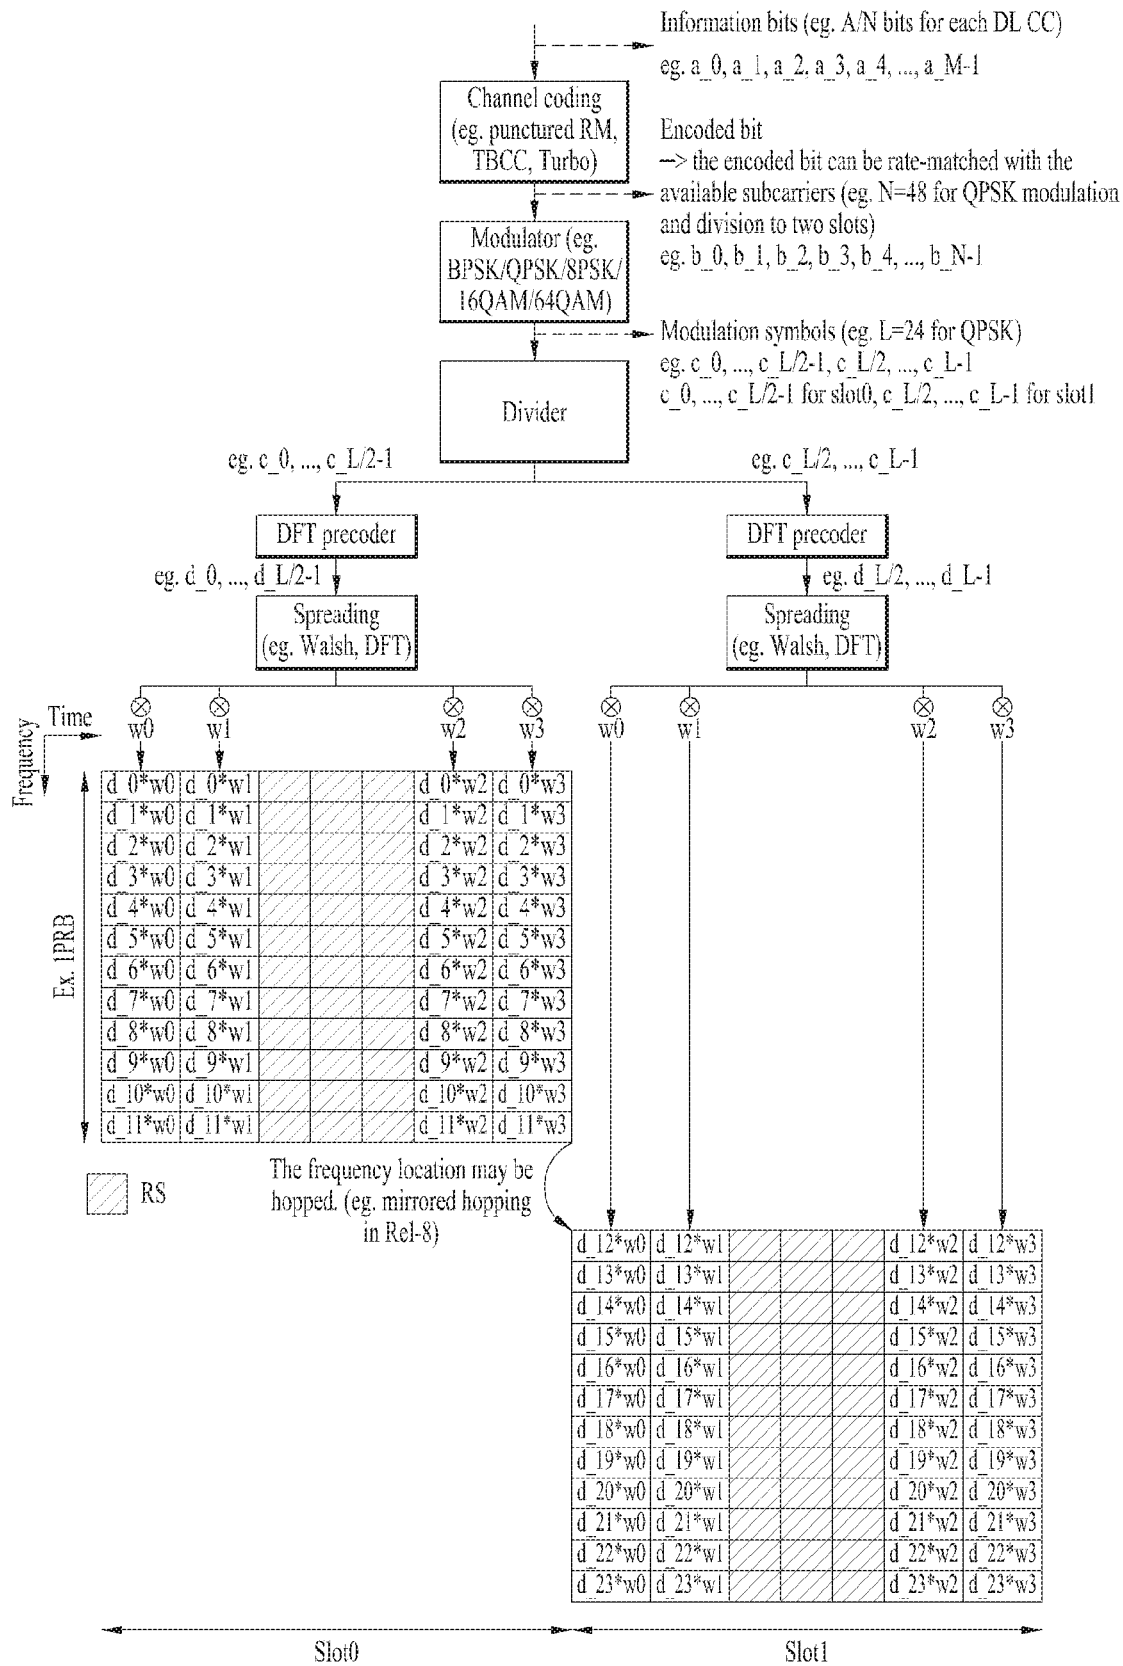 Information bits (eg. A/N bits for each DL CC)
eg. a_0, a_1, a_2, a_3, a_4, ..., a_M-1
Channel coding
(eg. punctured RM,
TBCC, Turbo)
Encoded bit
--> the encoded bit can be rate-matched with the
available subcarriers (eg. N=48 for QPSK modulation
and division to two slots)
eg. b_0, b_1, b_2, b_3, b_4, ..., b_N-1
Modulator (eg.
BPSK/QPSK/8PSK/
16QAM/64QAM)
Modulation symbols (eg. L=24 for QPSK)
eg. c_0, ..., c_L/2-1, c_L/2, ..., c_L-1
c_0, ..., c_L/2-1 for slot0, c_L/2, ..., c_L-1 for slot1
Divider
eg. c_0, ..., c_L/2-1
eg. c_L/2, ..., c_L-1
DFT precoder
DFT precoder
eg. d_0, ..., d_L/2-1
eg. d_L/2, ..., d_L-1
Spreading
(eg. Walsh, DFT)
Spreading
(eg. Walsh, DFT)
Time
Frequency
w0 w1 w2 w3
w0 w1 w2 w3
Ex. 1PRB
d_0*w0 d_0*w1 d_0*w2 d_0*w3
d_1*w0 d_1*w1 d_1*w2 d_1*w3
d_2*w0 d_2*w1 d_2*w2 d_2*w3
d_3*w0 d_3*w1 d_3*w2 d_3*w3
d_4*w0 d_4*w1 d_4*w2 d_4*w3
d_5*w0 d_5*w1 d_5*w2 d_5*w3
d_6*w0 d_6*w1 d_6*w2 d_6*w3
d_7*w0 d_7*w1 d_7*w2 d_7*w3
d_8*w0 d_8*w1 d_8*w2 d_8*w3
d_9*w0 d_9*w1 d_9*w2 d_9*w3
d_10*w0 d_10*w1 d_10*w2 d_10*w3
d_11*w0 d_11*w1 d_11*w2 d_11*w3
RS
The frequency location may be
hopped. (eg. mirrored hopping
in Rel-8)
d_12*w0 d_12*w1 d_12*w2 d_12*w3
d_13*w0 d_13*w1 d_13*w2 d_13*w3
d_14*w0 d_14*w1 d_14*w2 d_14*w3
d_15*w0 d_15*w1 d_15*w2 d_15*w3
d_16*w0 d_16*w1 d_16*w2 d_16*w3
d_17*w0 d_17*w1 d_17*w2 d_17*w3
d_18*w0 d_18*w1 d_18*w2 d_18*w3
d_19*w0 d_19*w1 d_19*w2 d_19*w3
d_20*w0 d_20*w1 d_20*w2 d_20*w3
d_21*w0 d_21*w1 d_21*w2 d_21*w3
d_22*w0 d_22*w1 d_22*w2 d_22*w3
d_23*w0 d_23*w1 d_23*w2 d_23*w3
Slot0
Slot1